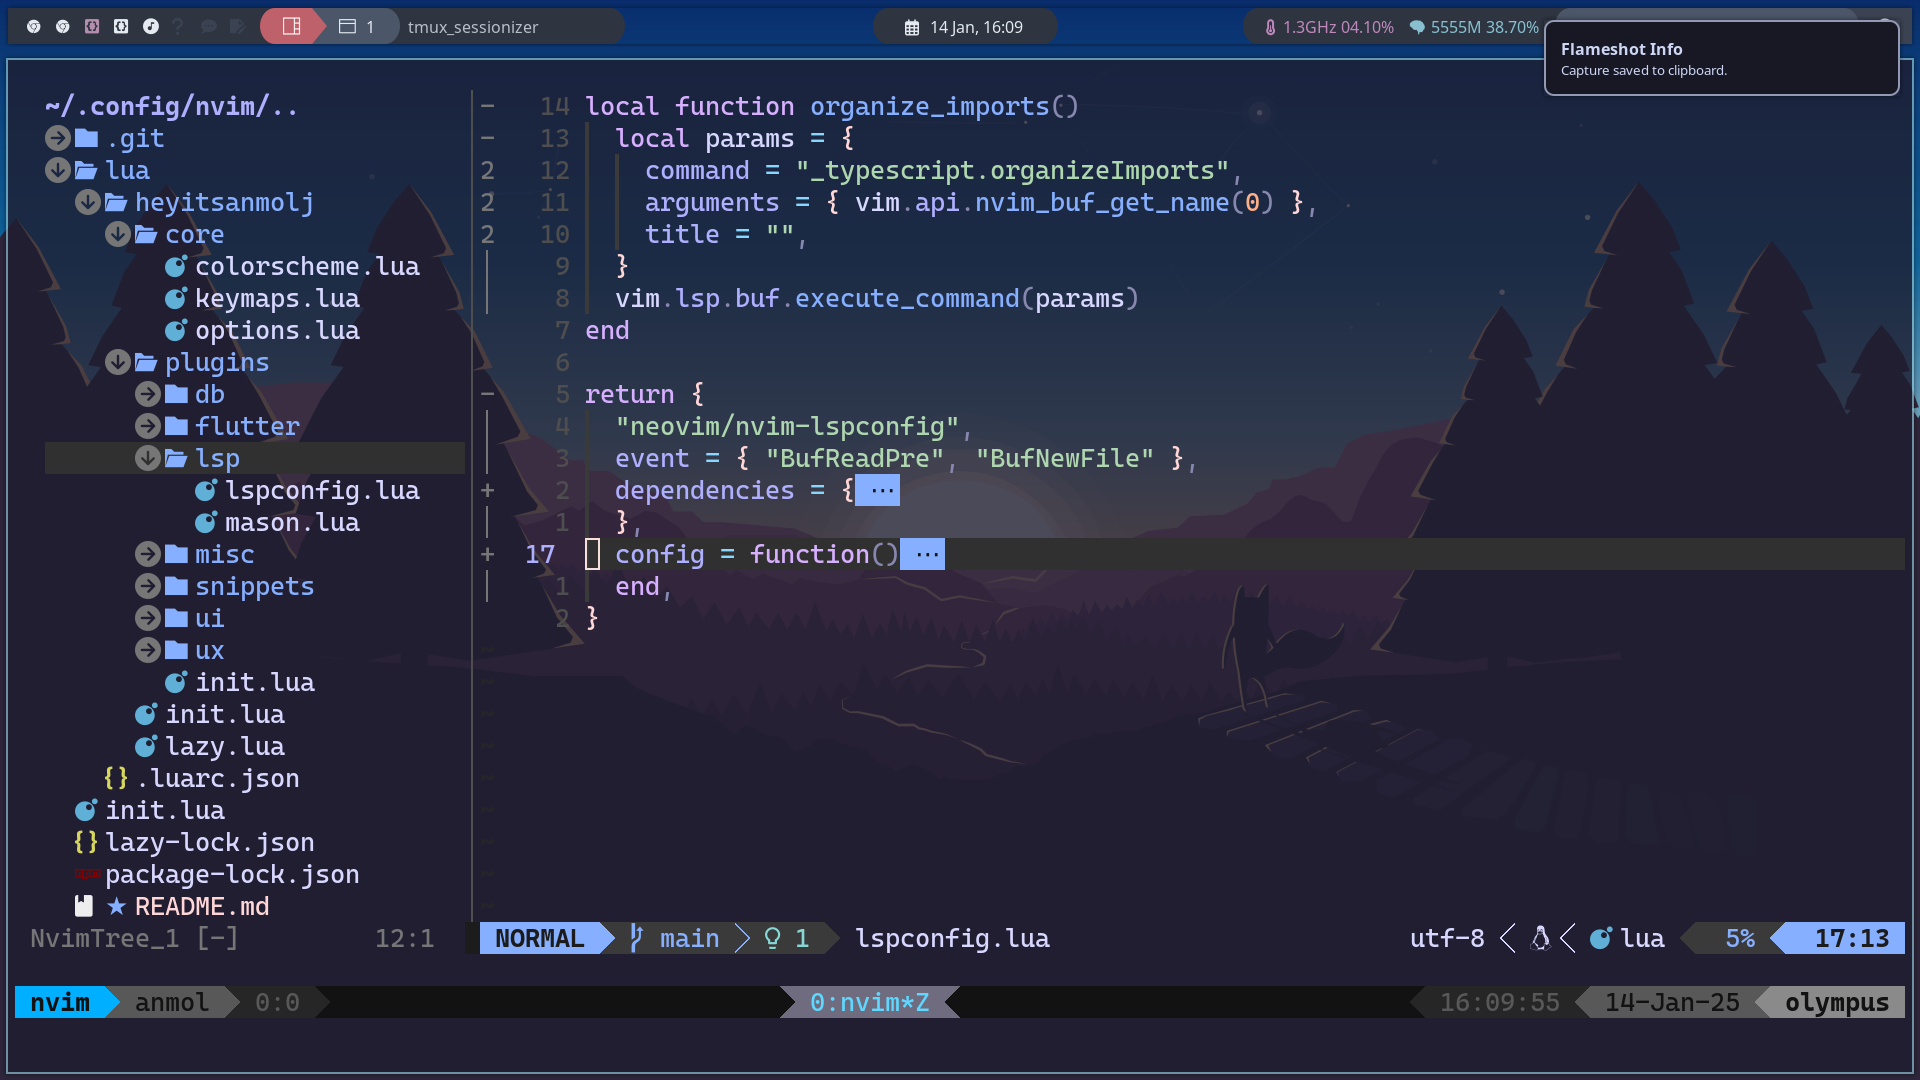 1 tmux_sessionizer 14 Jan, 16:09 1.3GHz 04.10% 5555M 38.70%
Flameshot Info
Capture saved to clipboard.
~/.config/nvim/..
.git
lua
heyitsanmolj
core
colorscheme.lua
keymaps.lua
options.lua
plugins
db
flutter
lsp
lspconfig.lua
mason.lua
misc
snippets
ui
ux
init.lua
init.lua
lazy.lua
{} .luarc.json
init.lua
{} lazy-lock.json
package-lock.json
★ README.md
NvimTree_1 [-] 12:1
- 14 local function organize_imports()
- 13   local params = {
2 12     command = "_typescript.organizeImports",
2 11     arguments = { vim.api.nvim_buf_get_name(0) },
2 10     title = "",
│ 9   }
│ 8   vim.lsp.buf.execute_command(params)
7 end
6
- 5 return {
│ 4   "neovim/nvim-lspconfig",
│ 3   event = { "BufReadPre", "BufNewFile" },
+ 2   dependencies = { ···
│ 1   },
+ 17   config = function() ···
│ 1   end,
2 }
NORMAL main 1 lspconfig.lua utf-8 lua 5% 17:13
nvim anmol 0:0 0:nvim*Z 16:09:55 14-Jan-25 olympus